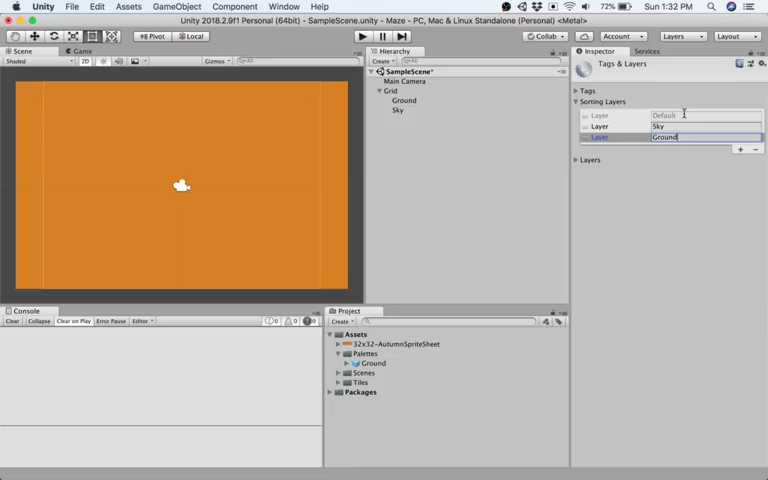 Unity File Edit Assets GameObject Component Window Help 72% Sun 1:32 PM
Unity 2018.2.9f1 Personal (64bit) - SampleScene.unity - Maze - PC, Mac & Linux Standalone (Personal) <Metal>
Pivot Local Collab Account Layers Layout
Scene Game Hierarchy Inspector Services
Shaded 2D Gizmos All Create All
SampleScene*
Main Camera
Grid
Ground
Sky
Tags & Layers
Tags
Sorting Layers
Layer Default
Layer Sky
Layer Ground
Layers
Console Project
Clear Collapse Clear on Play Error Pause Editor 0 0 0 Create
Assets
32x32-AutumnSpriteSheet
Palettes
Ground
Scenes
Tiles
Packages